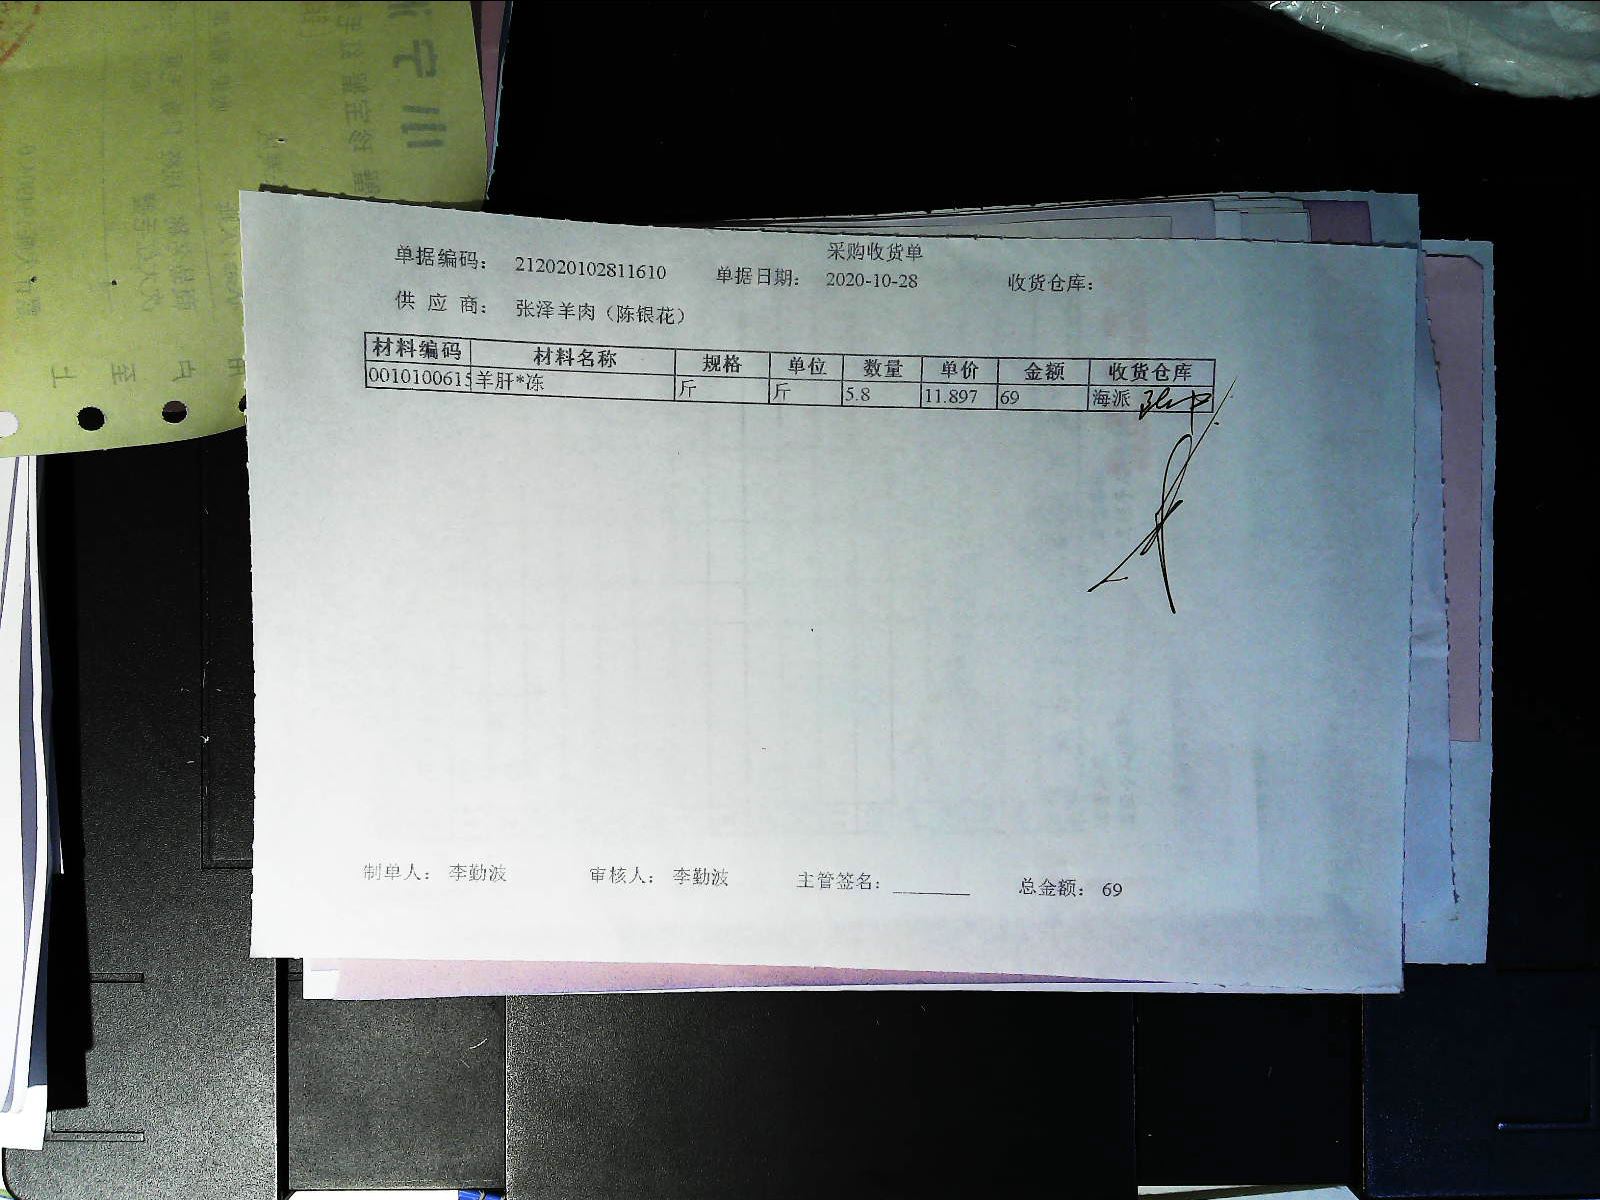 采购收货单
单据编码： 212020102811610 单据日期： 2020-10-28 收货仓库：
供 应 商： 张泽羊肉（陈银花）
材料编码 材料名称 规格 单位 数量 单价 金额 收货仓库
0010100615 羊肝*冻 斤 斤 5.8 11.897 69 海派
制单人： 李勤波 审核人： 李勤波 主管签名： 总金额： 69